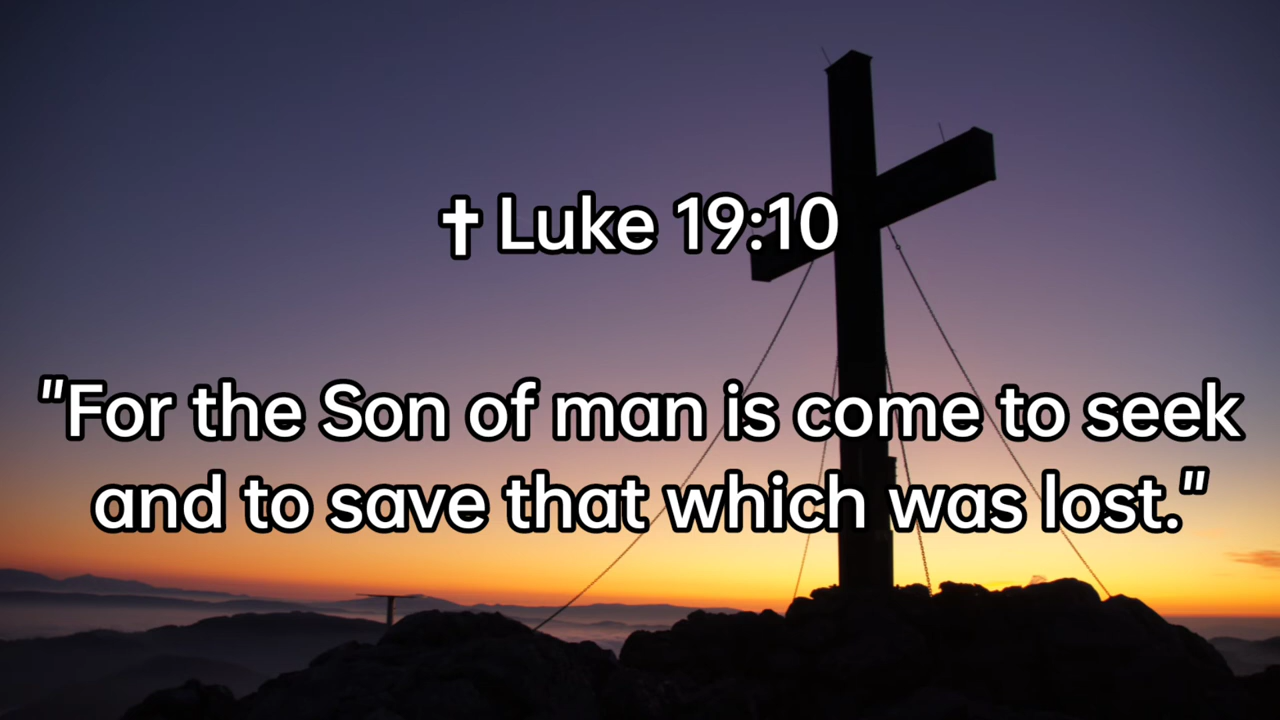 ✝ Luke 19:10
"For the Son of man is come to seek
and to save that which was lost."